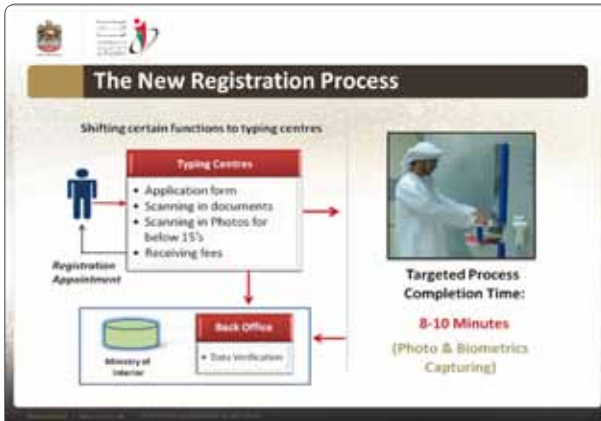 The New Registration Process
Shifting certain functions to typing centres
Typing Centres
• Application form
• Scanning in documents
• Scanning in Photos for
below 15's
• Receiving fees
Registration
Appointment
Back Office
• Data Verification
Ministry of
Interior
Targeted Process
Completion Time:
8-10 Minutes
(Photo & Biometrics
Capturing)